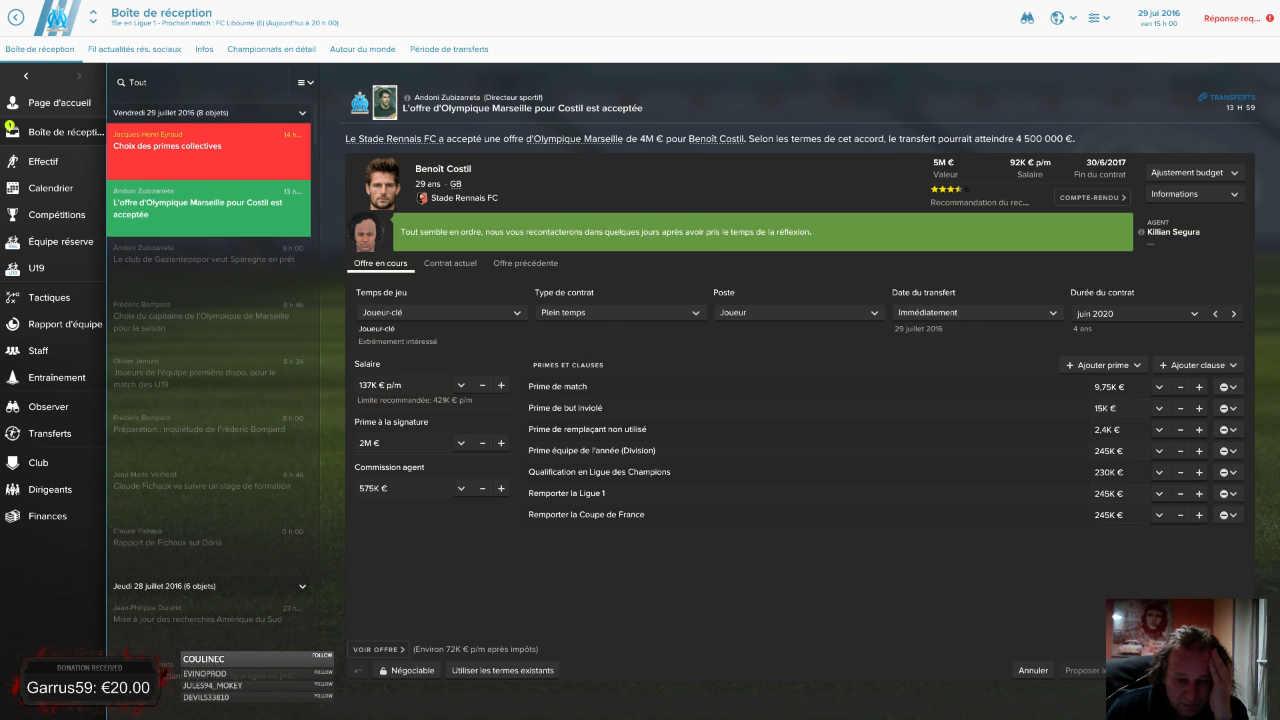 Boîte de réception
15e en Ligue 1 - Prochain match : FC Libourne (E) (Aujourd'hui à 20 h 00)
29 jui 2016
ven 15 h 00
Réponse req...
Boîte de réception
Fil actualités rés. sociaux
Infos
Championnats en détail
Autour du monde
Période de transferts
Page d'accueil
1
Boîte de récepti...
Effectif
Calendrier
Compétitions
Équipe réserve
U19
Tactiques
Rapport d'équipe
Staff
Entraînement
Observer
Transferts
Club
Dirigeants
Finances
Tout
Vendredi 29 juillet 2016 (8 objets)
Jacques-Henri Eyraud
14 h...
Choix des primes collectives
Andoni Zubizarreta
13 h...
L'offre d'Olympique Marseille pour Costil est
acceptée
Andoni Zubizarreta
9 h 00
Le club de Gaziantepspor veut Sparagna en prêt
Frédéric Bompard
8 h 46
Choix du capitaine de l'Olympique de Marseille
pour la saison
Olivier Janszin
8 h 34
Joueurs de l'équipe première dispo. pour le
match des U19
Frédéric Bompard
8 h 00
Préparation : inquiétude de Frédéric Bompard
6 h 46
Claude Fichaux va suivre un stage de formation
Claude Fichaux
0 h 00
Rapport de Fichaux sur Dória
Jeudi 28 juillet 2016 (6 objets)
Jean-Philippe Durand
23 h...
Mise à jour des recherches Amérique du Sud
Andoni Zubizarreta (Directeur sportif)
L'offre d'Olympique Marseille pour Costil est acceptée
TRANSFERTS
13 H 59
Le Stade Rennais FC a accepté une offre d'Olympique de Marseille de 4M € pour Benoît Costil. Selon les termes de cet accord, le transfert pourrait atteindre 4 500 000 €.
Benoît Costil
29 ans - GB
Stade Rennais FC
5M €
Valeur
92K € p/m
Salaire
30/6/2017
Fin du contrat
Recommandation du rec...
COMPTE-RENDU
Ajustement budget
Informations
Tout semble en ordre, nous vous recontacterons dans quelques jours après avoir pris le temps de la réflexion.
AGENT
Killian Segura
—
Offre en cours
Contrat actuel
Offre précédente
Temps de jeu
Type de contrat
Poste
Date du transfert
Durée du contrat
Joueur-clé
Plein temps
Joueur
Immédiatement
juin 2020
Joueur-clé
29 juillet 2016
4 ans
Extrêmement intéressé
Salaire
137K € p/m
Limite recommandée: 421K € p/m
Prime à la signature
2M €
Commission agent
575K €
PRIMES ET CLAUSES
Ajouter prime
Ajouter clause
Prime de match
9,75K €
Prime de but inviolé
15K €
Prime de remplaçant non utilisé
2,4K €
Prime équipe de l'année (Division)
245K €
Qualification en Ligue des Champions
230K €
Remporter la Ligue 1
245K €
Remporter la Coupe de France
245K €
VOIR OFFRE
(Environ 72K € p/m après impôts)
Négociable
Utiliser les termes existants
Annuler
Proposer
DONATION RECEIVED
Garrus59: €20.00
COULINEC
FOLLOW
EVINOPROD
FOLLOW
JULES94_MOKEY
FOLLOW
DEVILS33810
FOLLOW